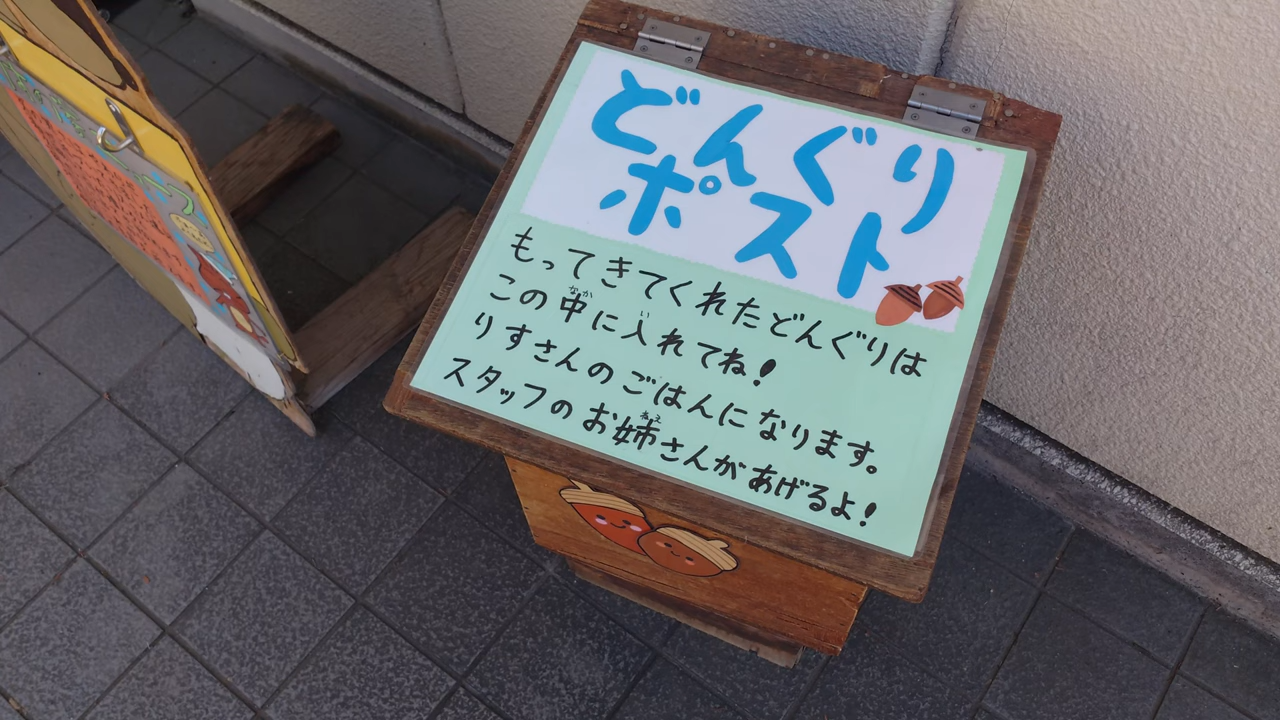 どんぐり
ポスト
もってきてくれたどんぐりは
この中に入れてね!
りすさんのごはんになります。
スタッフのお姉さんがあげるよ!